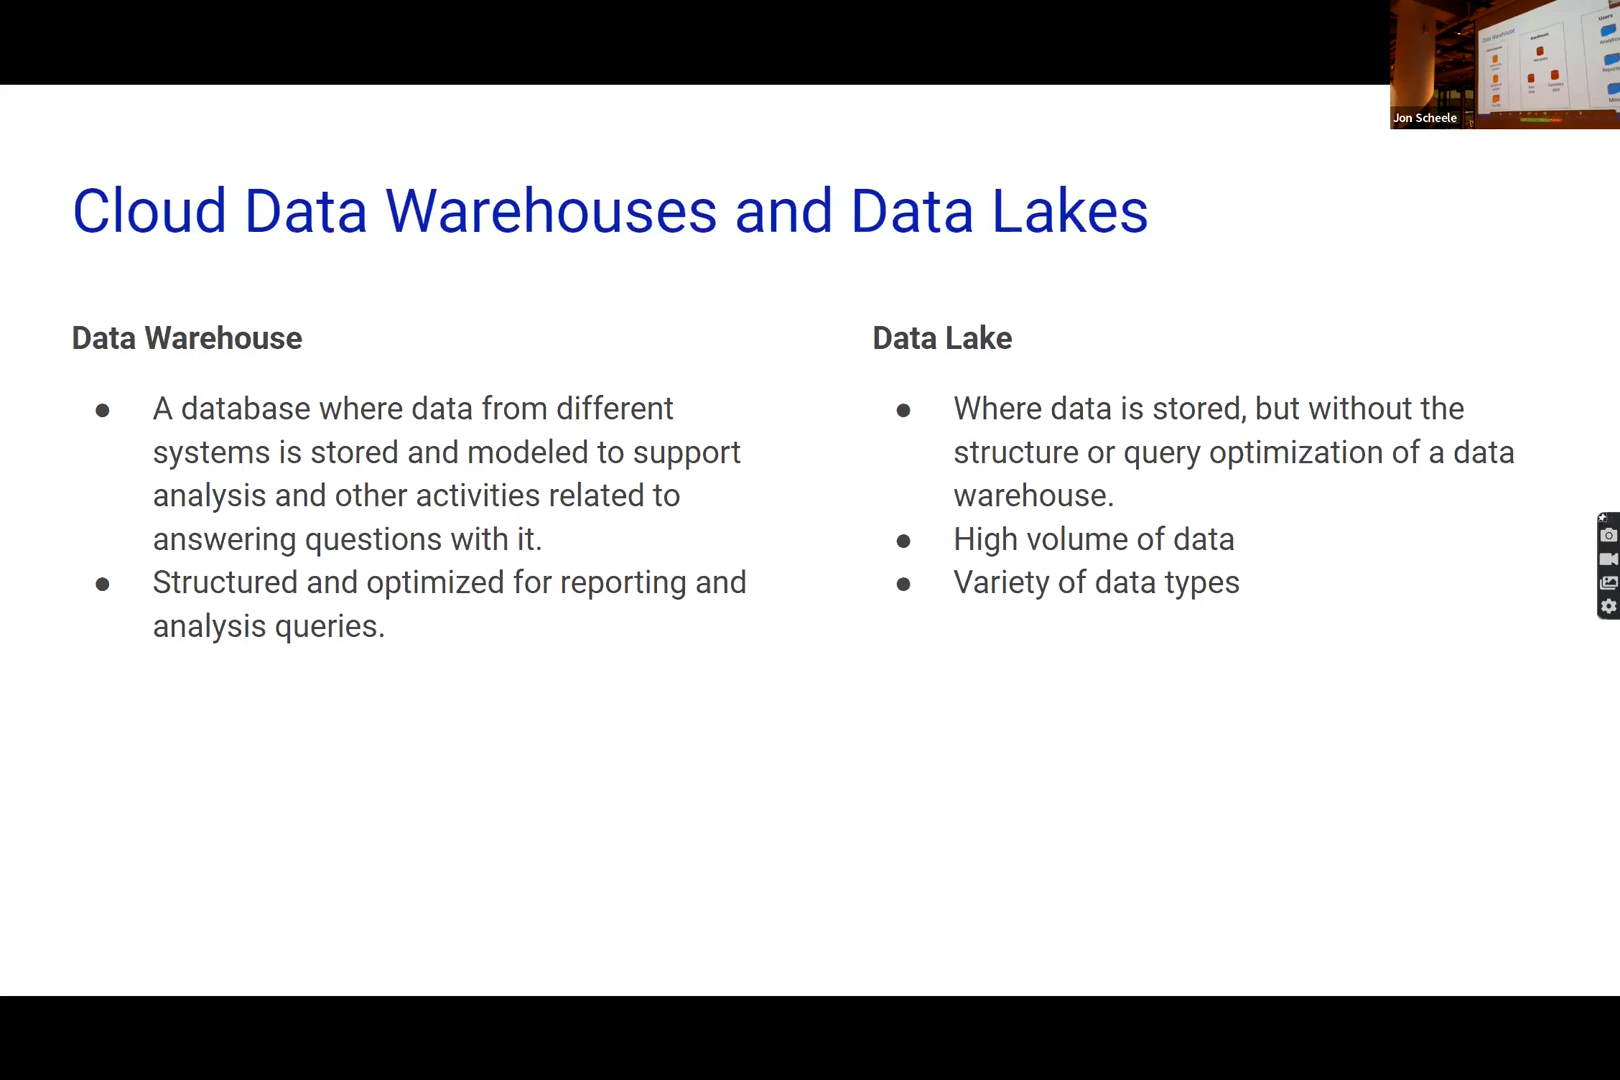 Cloud Data Warehouses and Data Lakes
Data Warehouse
● A database where data from different
systems is stored and modeled to support
analysis and other activities related to
answering questions with it.
● Structured and optimized for reporting and
analysis queries.
Data Lake
● Where data is stored, but without the
structure or query optimization of a data
warehouse.
● High volume of data
● Variety of data types
Jon Scheele
Data Warehouse
Users